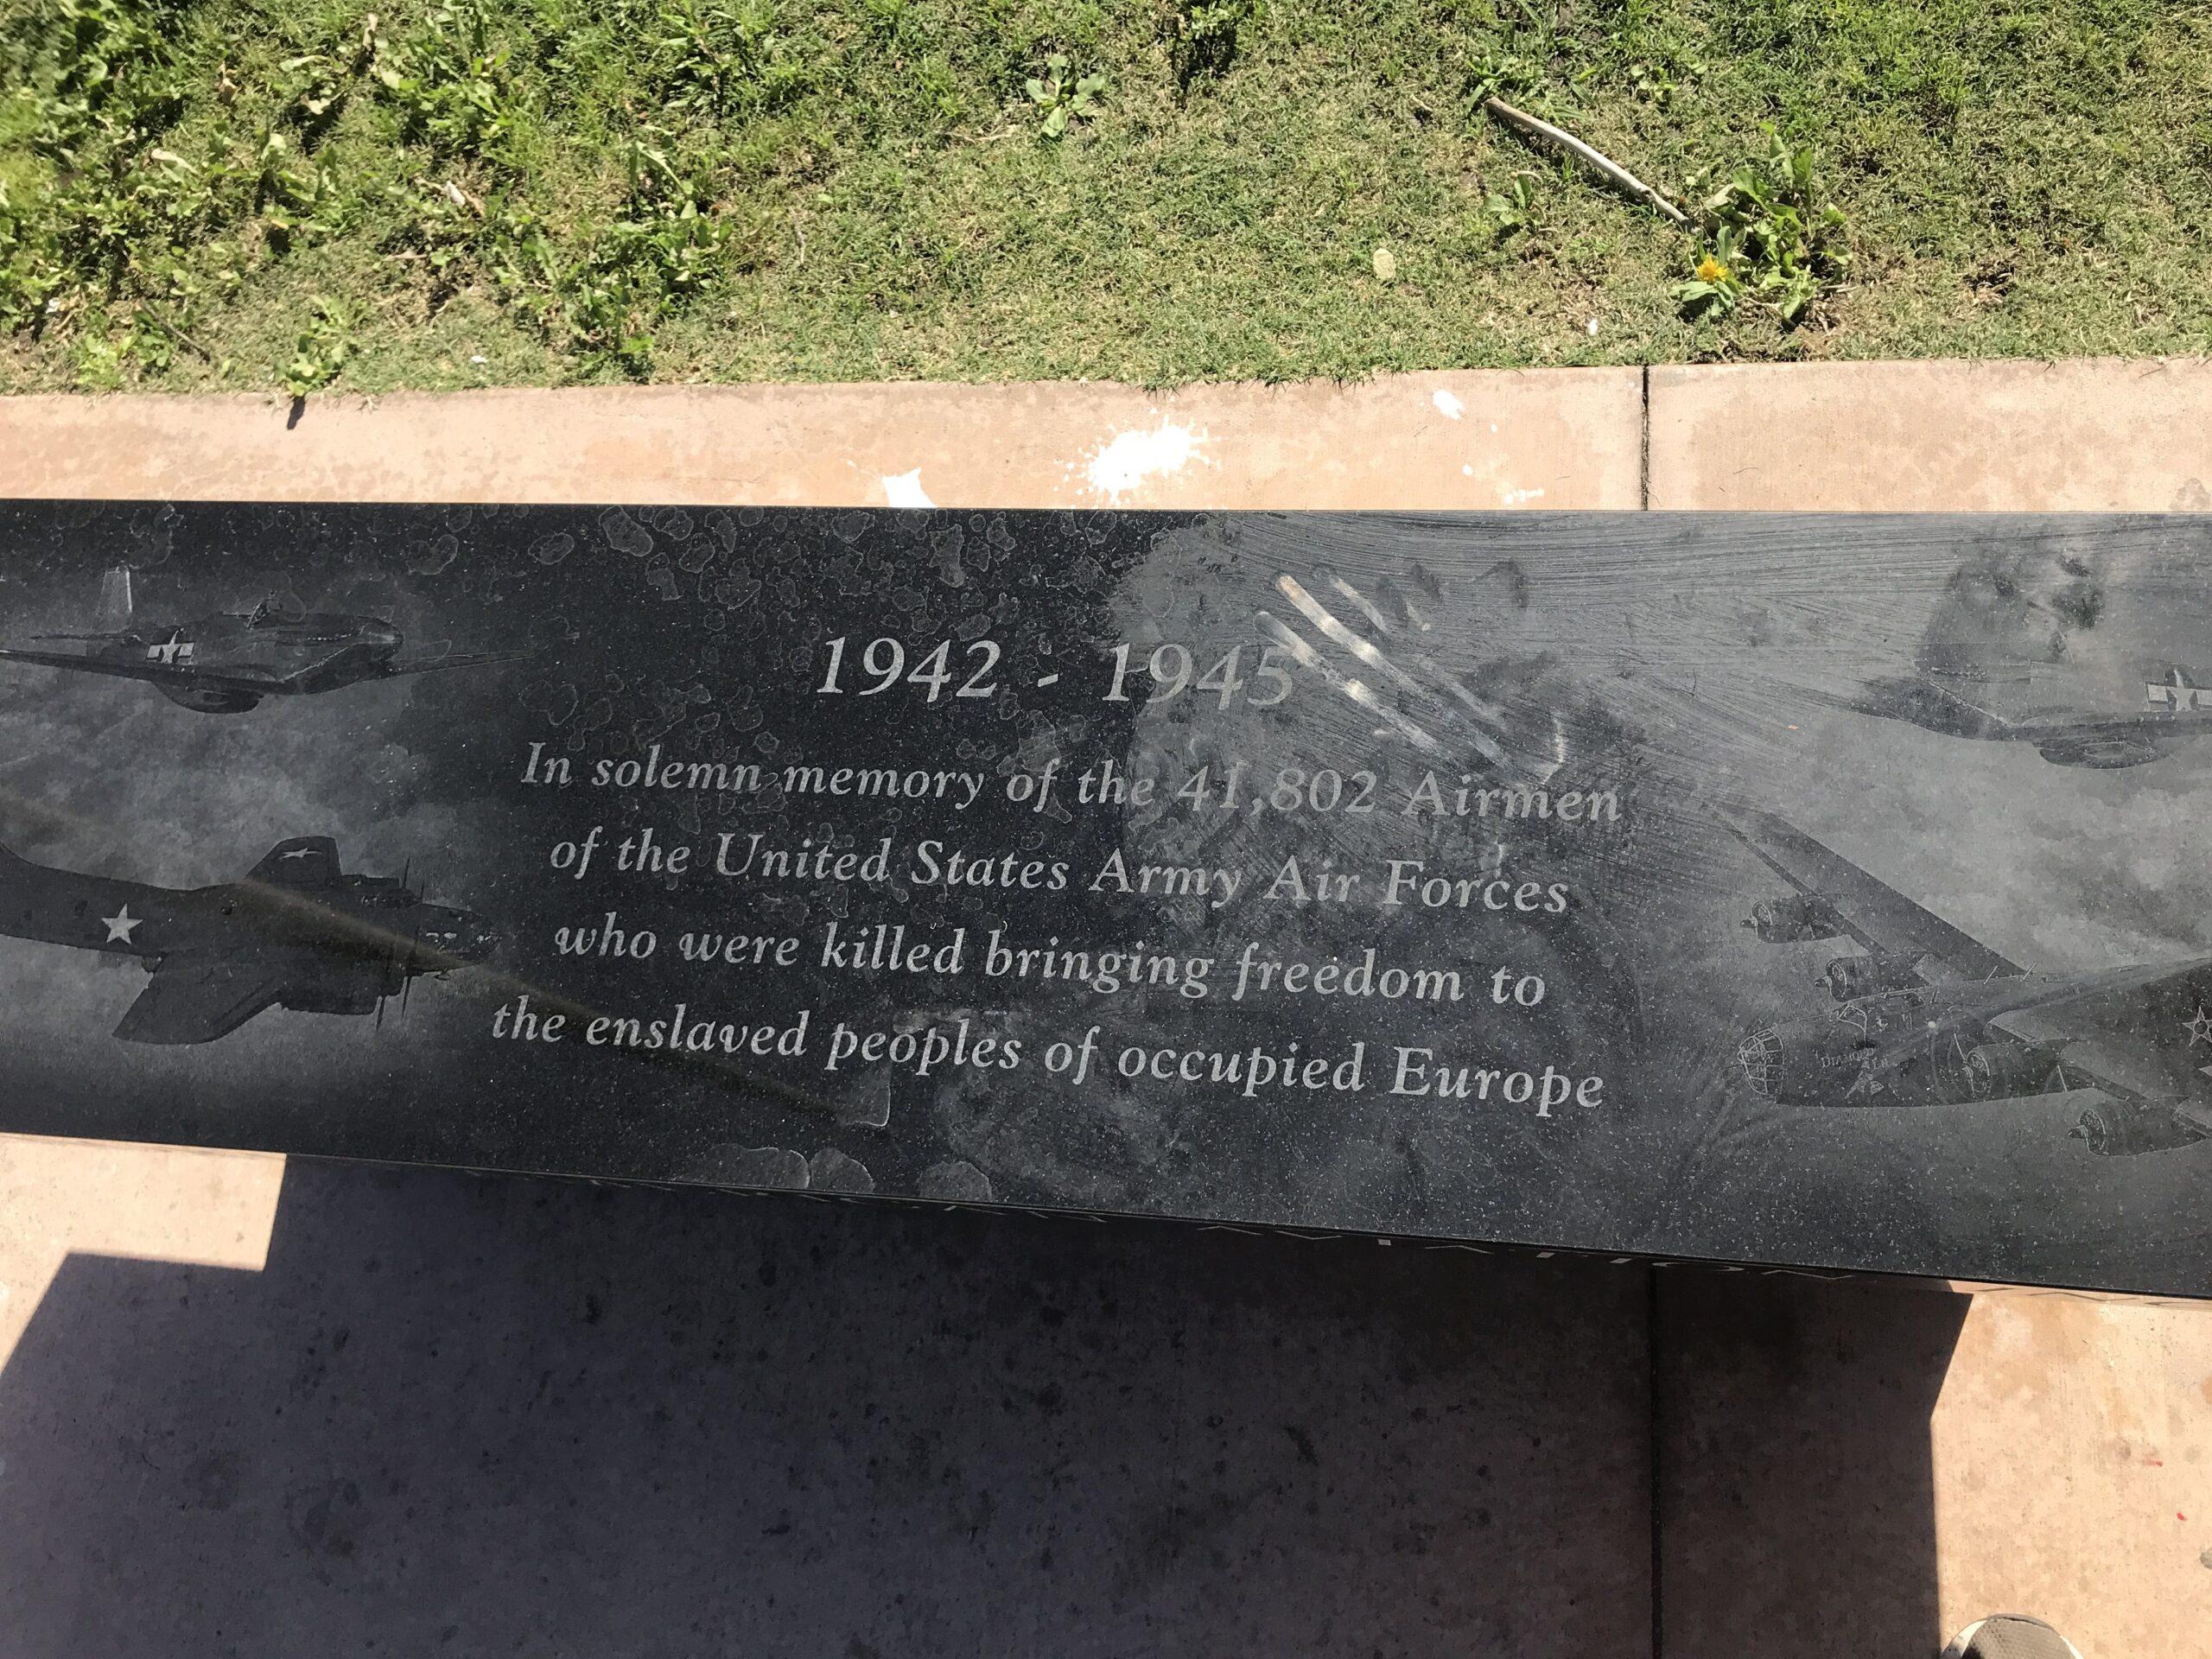 1942 - 1945
In solemn memory of the 41,802 Airmen
of the United States Army Air Forces
who were killed bringing freedom to
the enslaved peoples of occupied Europe